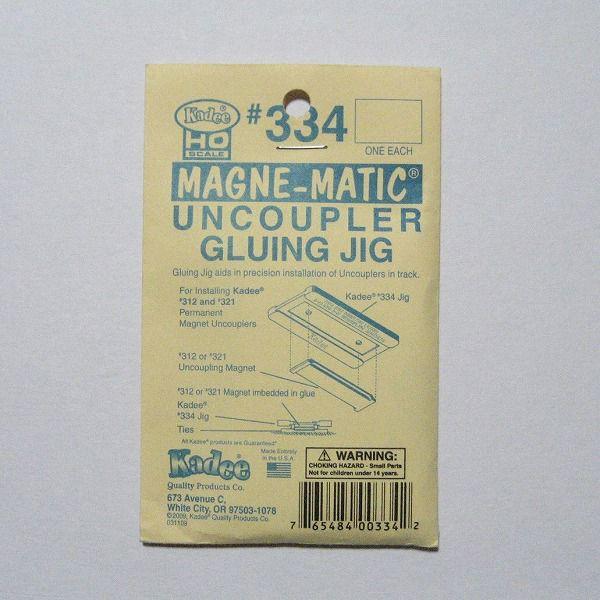 Kadee®
HO
SCALE
#334
ONE EACH
MAGNE-MATIC®
UNCOUPLER
GLUING JIG
Gluing Jig aids in precision installation of Uncouplers in track.
For Installing Kadee®
#312 and #321
Permanent
Magnet Uncouplers
Kadee® #334 Jig
#312 or #321
Uncoupling Magnet
#312 or #321 Magnet imbedded in glue
Kadee®
#334 Jig
Ties
All Kadee® products are Guaranteed®
Kadee®
Quality Products Co.
Made Entirely
in the U.S.A.
673 Avenue C,
White City, OR 97503-1078
©2009, Kadee® Quality Products Co.
031109
WARNING:
CHOKING HAZARD - Small Parts
Not for children under 14 years.
7 65484 00334 2